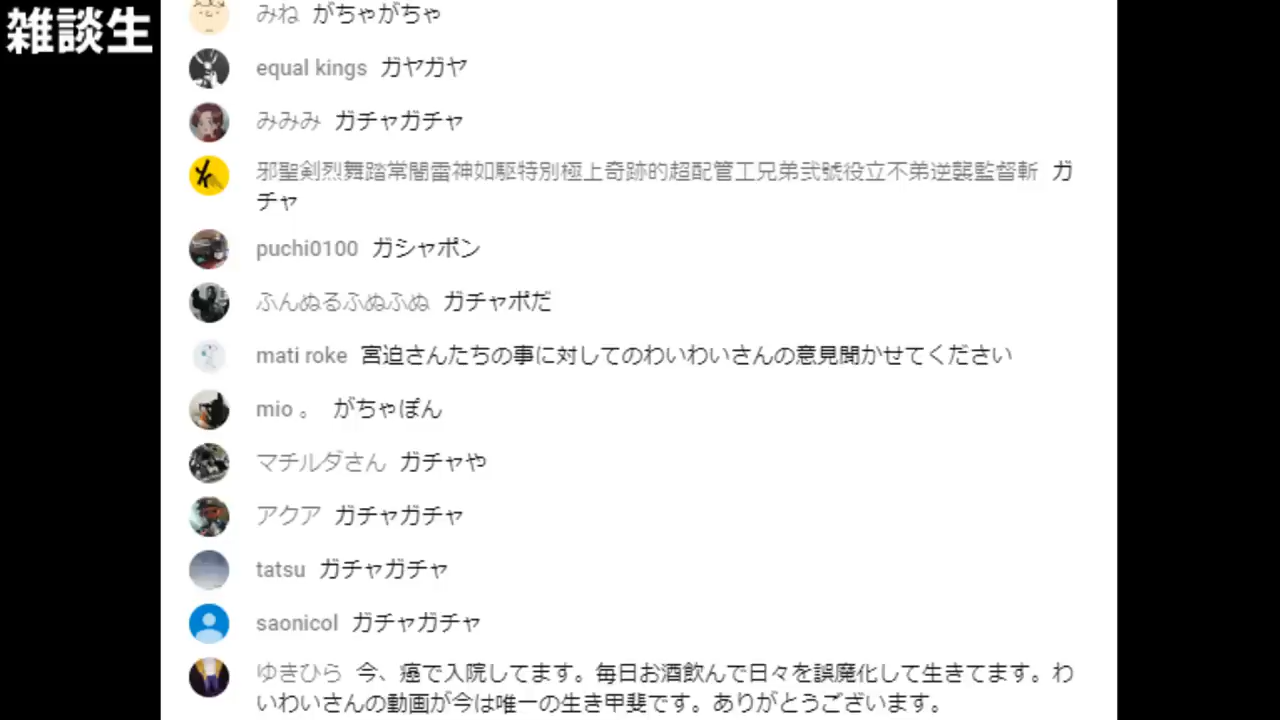 雑談生
みね がちゃがちゃ
equal kings ガヤガヤ
みみみ ガチャガチャ
邪聖剣烈舞踏常闇雷神如駆特別極上奇跡的超配管工兄弟弐號役立不弟逆襲監督斬 ガ
チャ
puchi0100 ガシャポン
ふんぬるふぬふぬ ガチャポだ
mati roke 宮迫さんたちの事に対してのわいわいさんの意見聞かせてください
mio 。 がちゃぽん
マチルダさん ガチャや
アクア ガチャガチャ
tatsu ガチャガチャ
saonicol ガチャガチャ
ゆきひら 今、癌で入院してます。毎日お酒飲んで日々を誤廃化して生きてます。わ
いわいさんの動画が今は唯一の生き甲斐です。ありがとうございます。